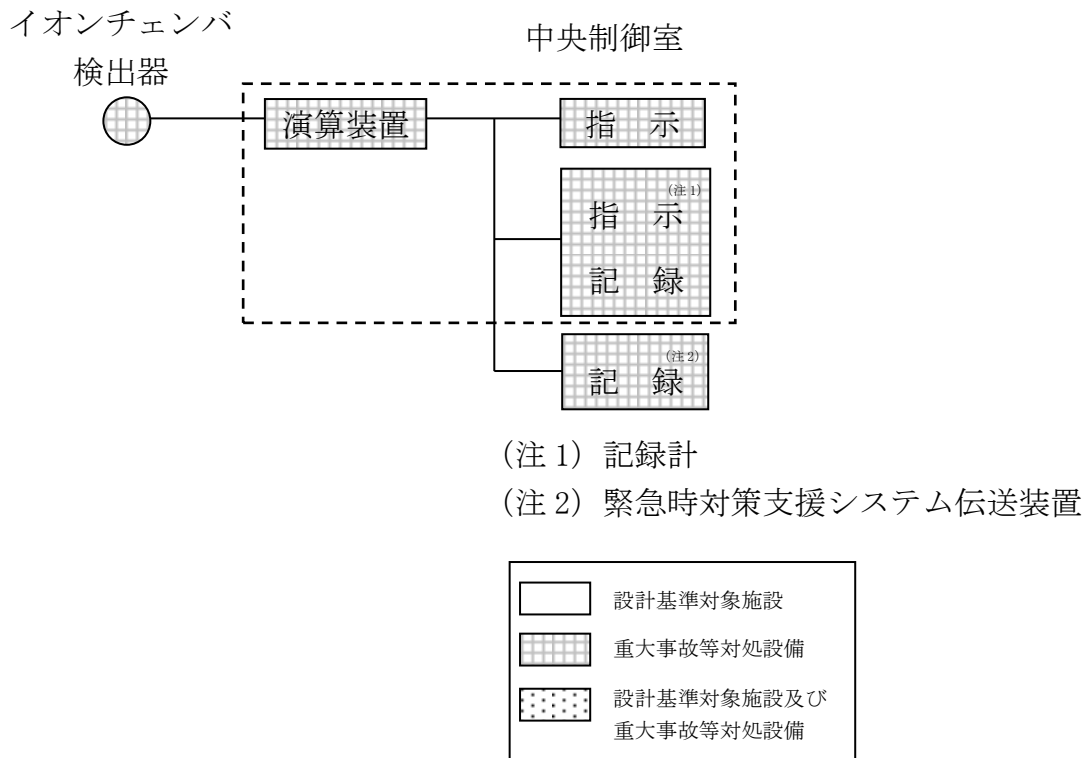 イオンチェンバ
検出器
中央制御室
演算装置
指 示
(注1)
指 示
記 録
(注2)
記 録
(注 1) 記録計
(注 2) 緊急時対策支援システム伝送装置
設計基準対象施設
重大事故等対処設備
設計基準対象施設及び
重大事故等対処設備